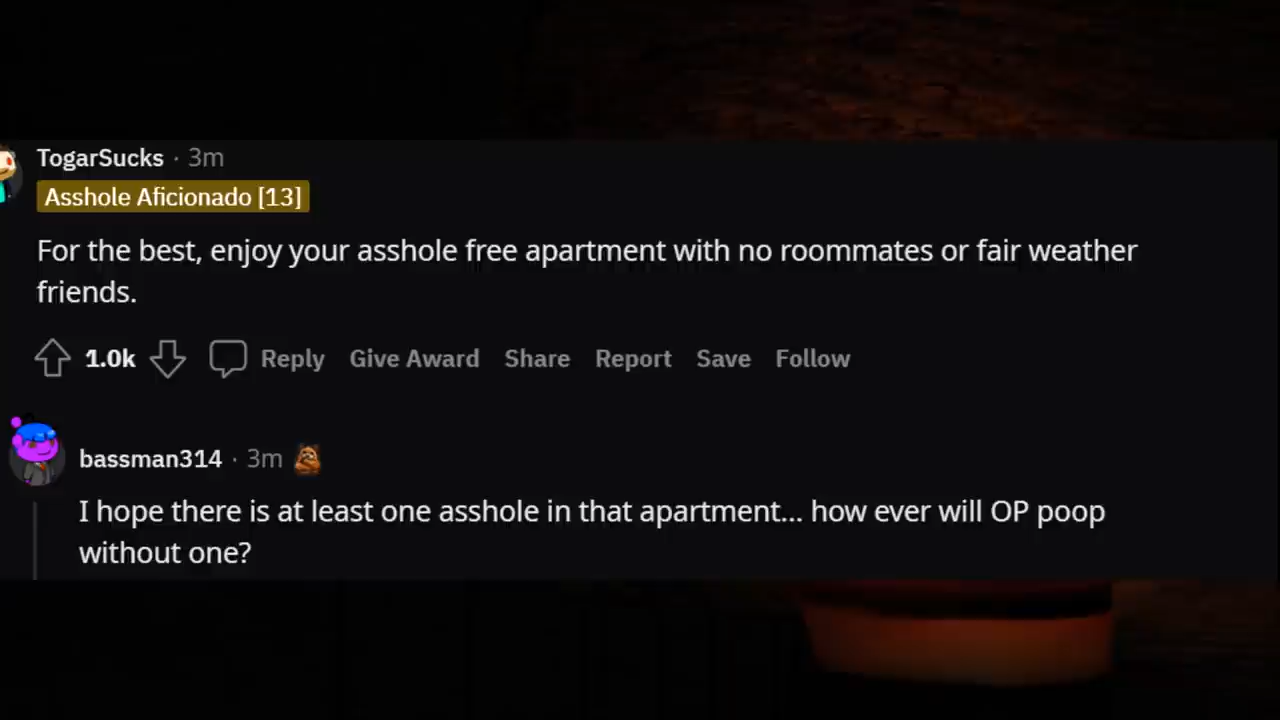 TogarSucks · 3m
Asshole Aficionado [13]
For the best, enjoy your asshole free apartment with no roommates or fair weather
friends.
1.0k Reply Give Award Share Report Save Follow
bassman314 · 3m
I hope there is at least one asshole in that apartment... how ever will OP poop
without one?